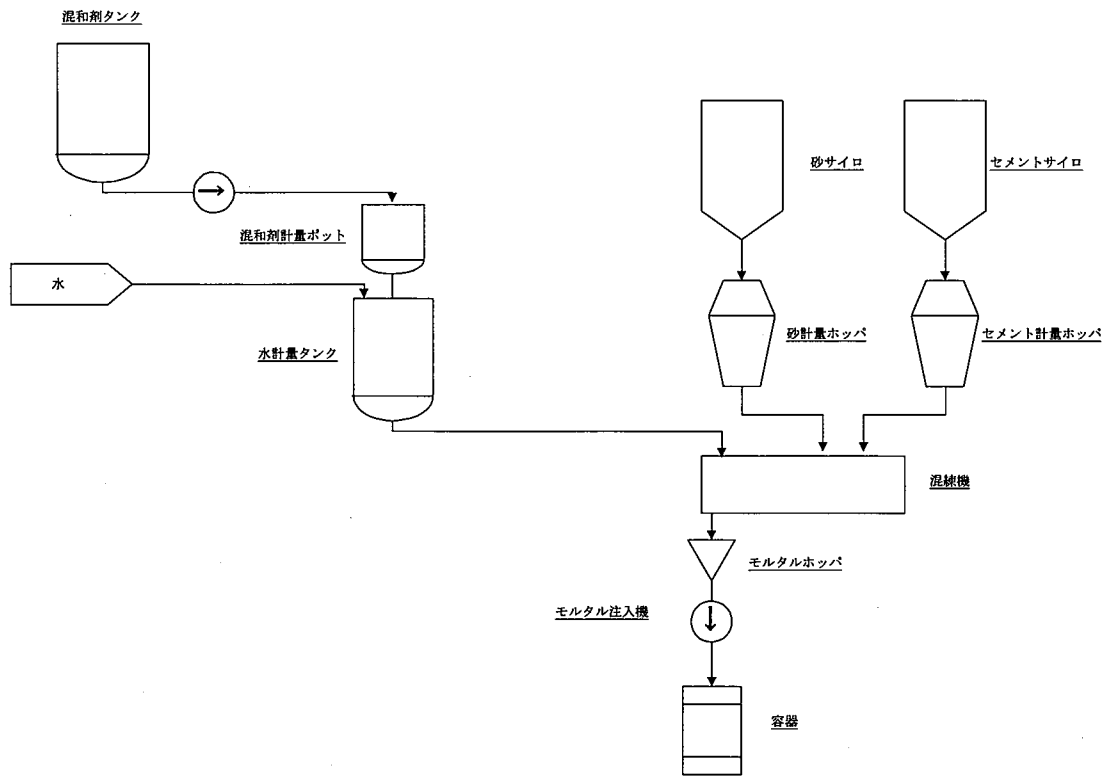 混和剤タンク
砂サイロ
セメントサイロ
混和剤計量ポット
水
砂計量ホッパ
セメント計量ホッパ
水計量タンク
混練機
モルタルホッパ
モルタル注入機
容器